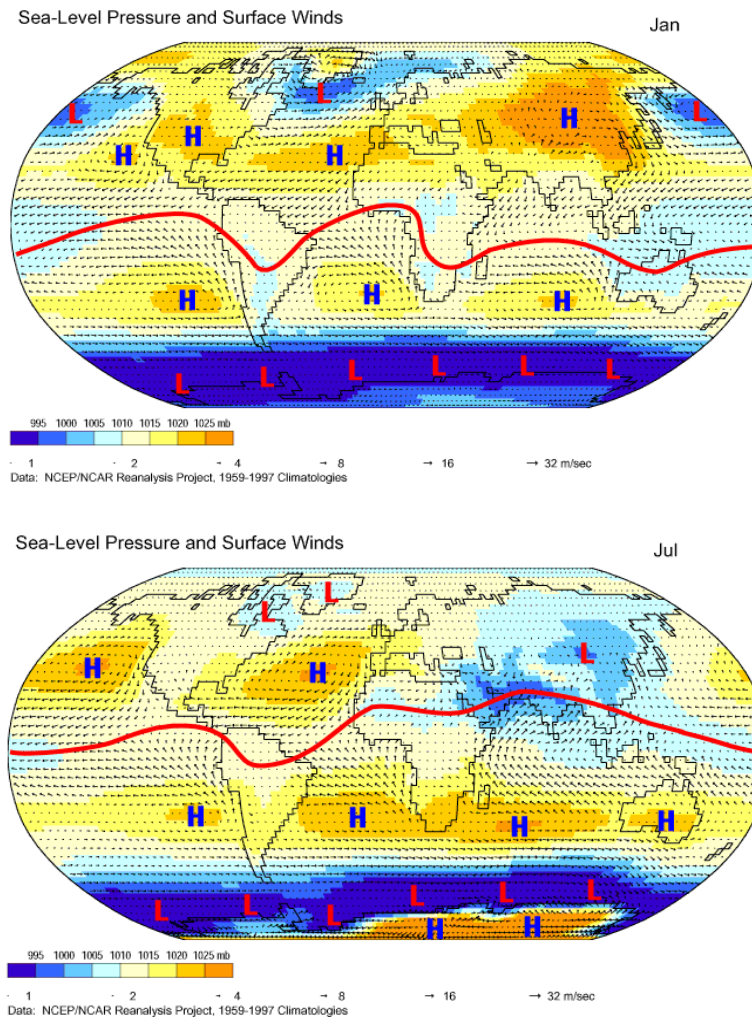 Sea-Level Pressure and Surface Winds
Jan
L
L
L
H
H
H
H
H
H
H
L
L
L
L
L
L
995 1000 1005 1010 1015 1020 1025 mb
→ 1 → 2 → 4 → 8 → 16 → 32 m/sec
Data: NCEP/NCAR Reanalysis Project, 1959-1997 Climatologies
Sea-Level Pressure and Surface Winds
Jul
L
L
L
H
H
H
H
H
H
L
L
L
L
L
L
H
H
995 1000 1005 1010 1015 1020 1025 mb
→ 1 → 2 → 4 → 8 → 16 → 32 m/sec
Data: NCEP/NCAR Reanalysis Project, 1959-1997 Climatologies